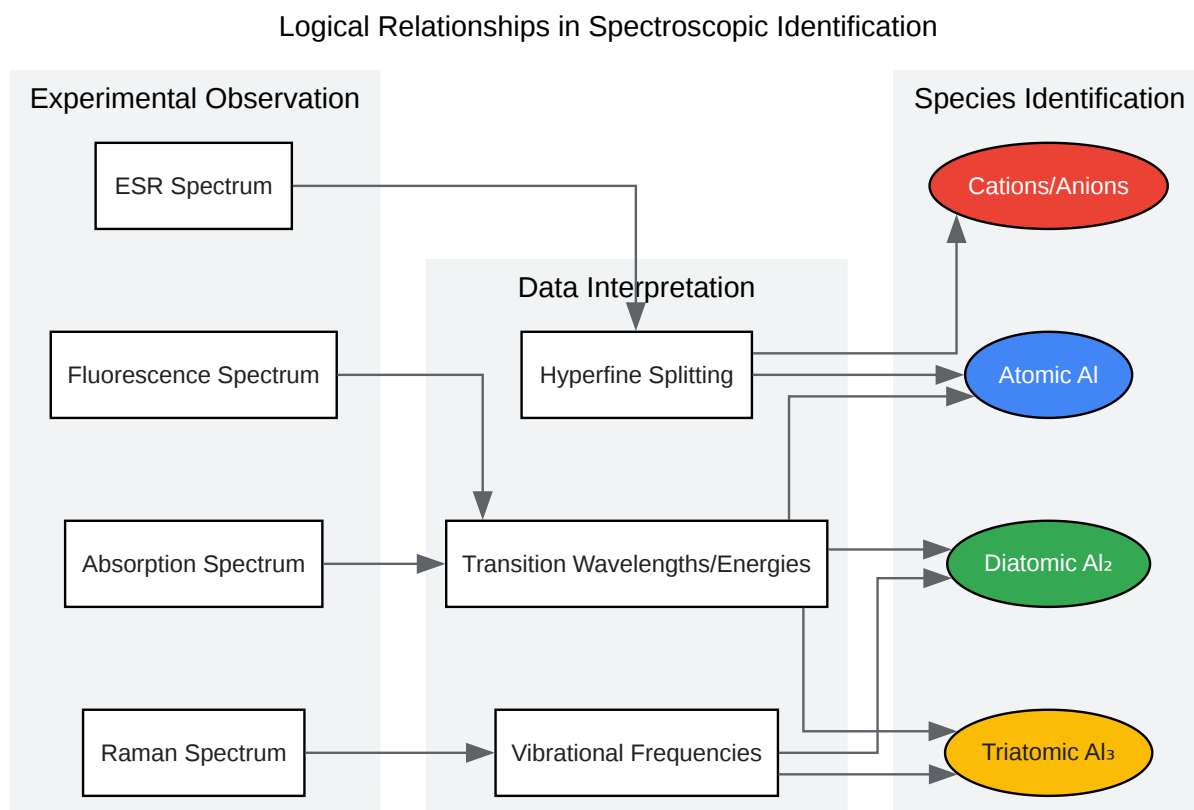 Logical Relationships in Spectroscopic Identification
Experimental Observation
Species Identification
ESR Spectrum
Cations/Anions
Data Interpretation
Fluorescence Spectrum
Hyperfine Splitting
Atomic Al
Absorption Spectrum
Transition Wavelengths/Energies
Diatomic Al₂
Raman Spectrum
Vibrational Frequencies
Triatomic Al₃